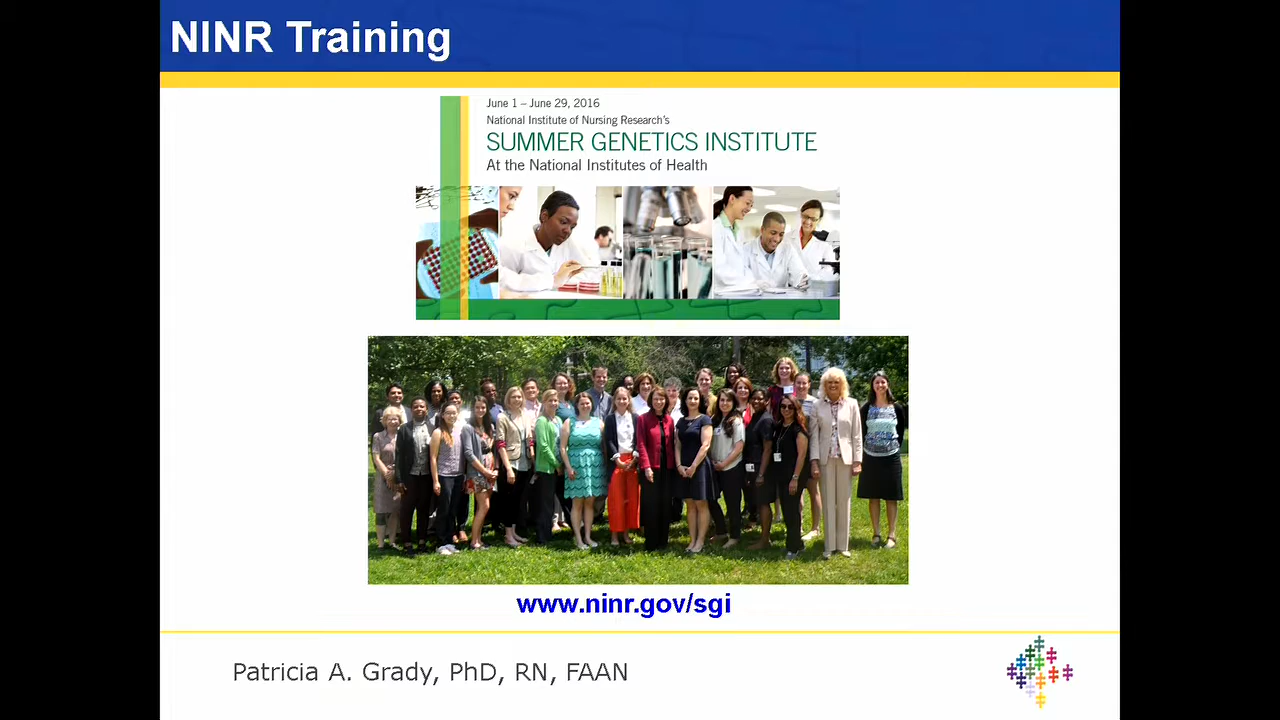 NINR Training
June 1 – June 29, 2016
National Institute of Nursing Research's
SUMMER GENETICS INSTITUTE
At the National Institutes of Health
www.ninr.gov/sgi
Patricia A. Grady, PhD, RN, FAAN